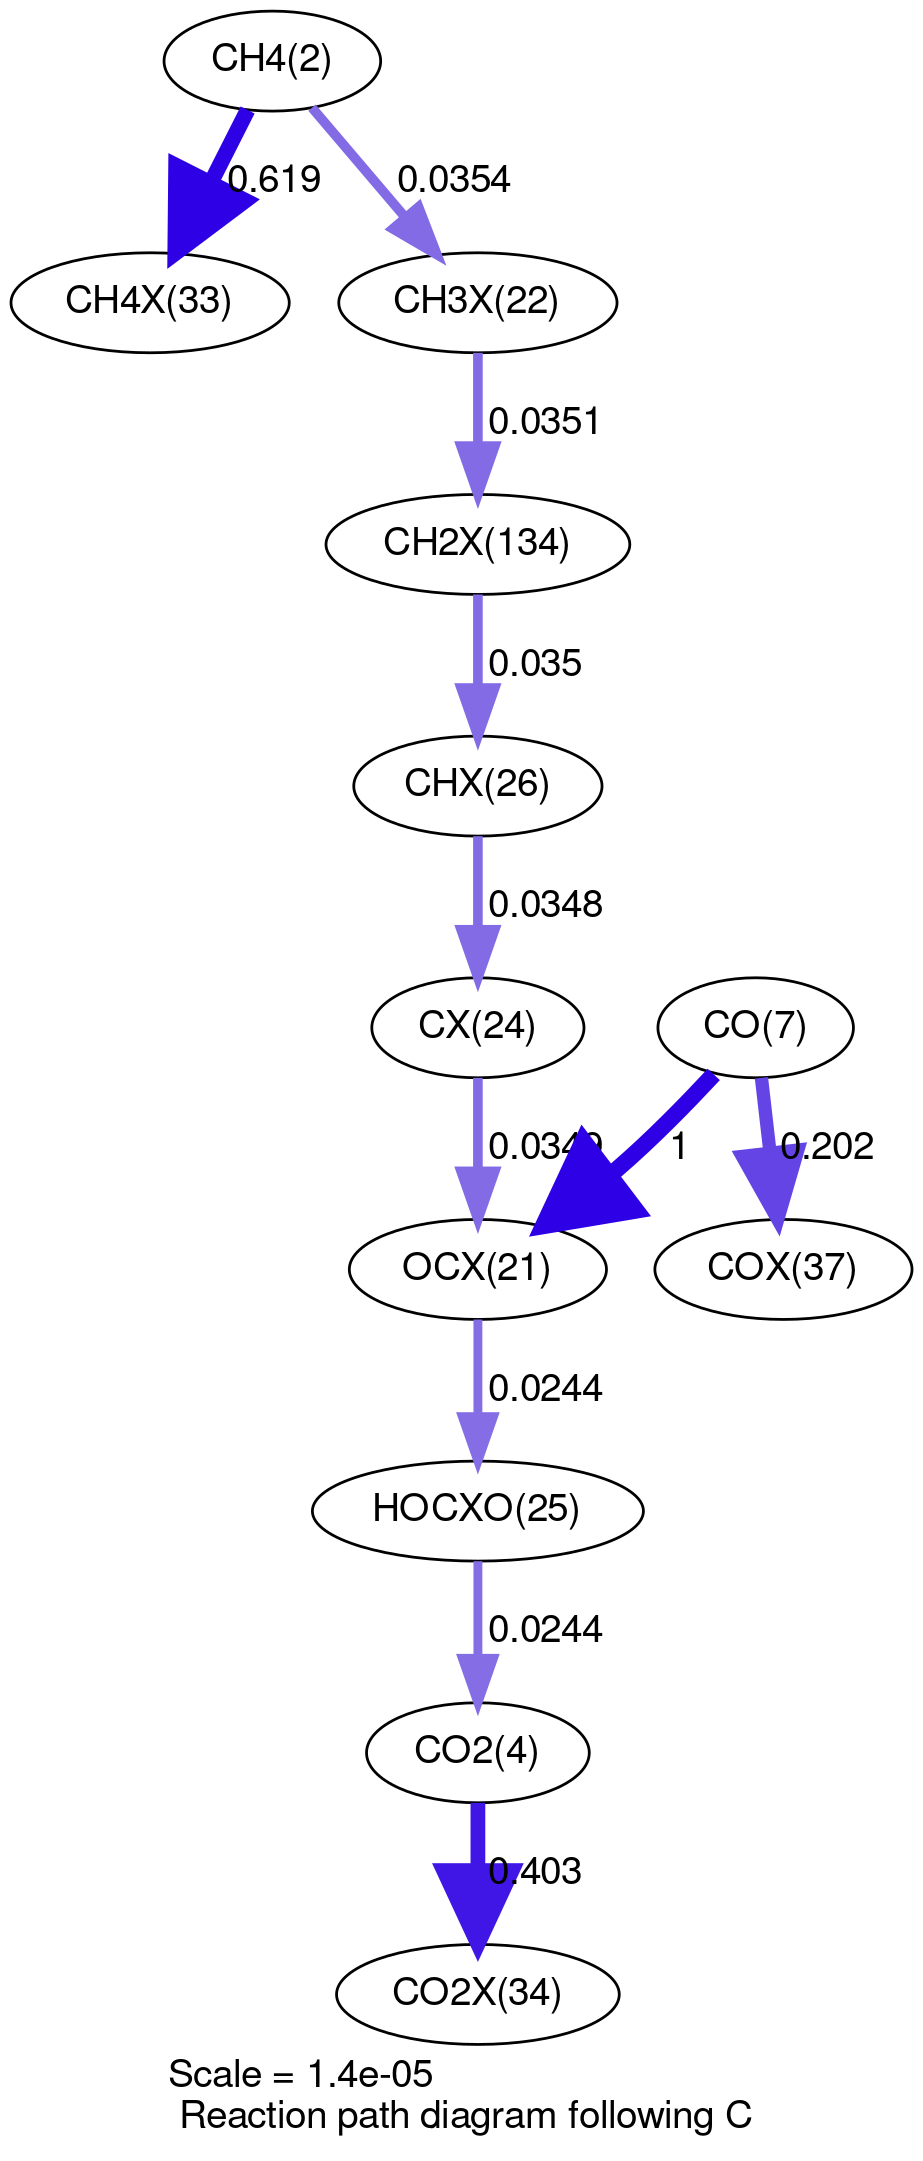 CH4(2)
0.619
0.0354
CH4X(33)
CH3X(22)
0.0351
CH2X(134)
0.035
CHX(26)
0.0348
CX(24)
CO(7)
1
0.202
OCX(21)
COX(37)
0.0244
HOCXO(25)
0.0244
CO2(4)
0.403
CO2X(34)
Scale = 1.4e-05
Reaction path diagram following C